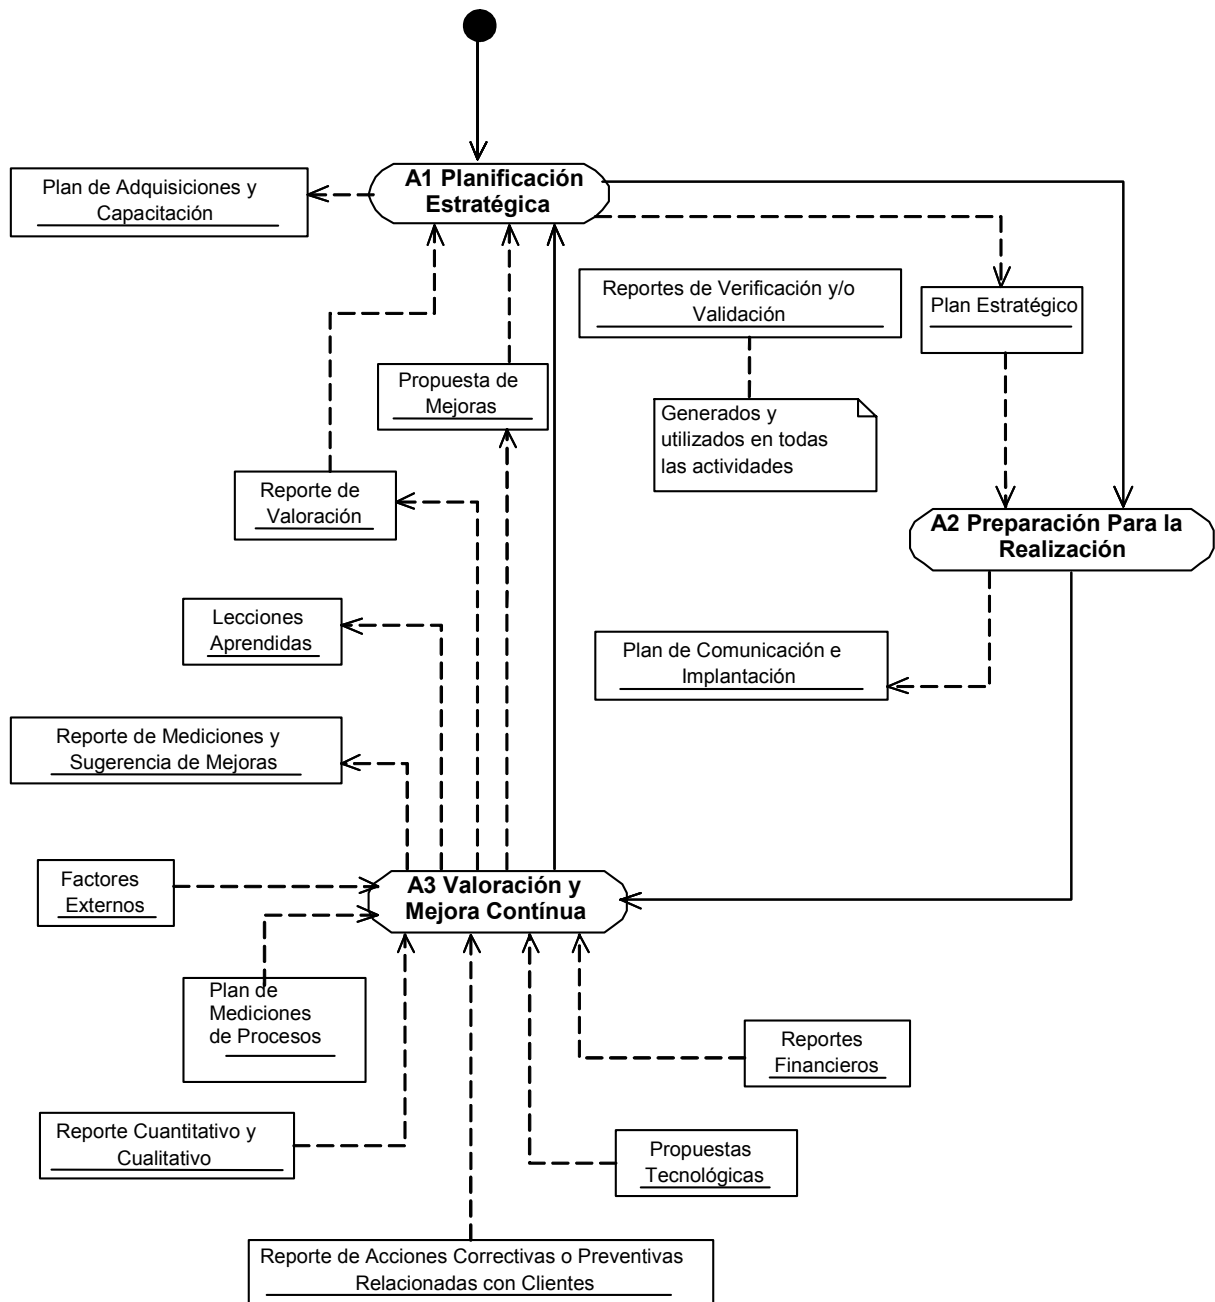 A1 Planificación
Estratégica
Plan de Adquisiciones y
Capacitación
Reportes de Verificación y/o
Validación
Plan Estratégico
Propuesta de
Mejoras
Generados y
utilizados en todas
las actividades
Reporte de
Valoración
A2 Preparación Para la
Realización
Lecciones
Aprendidas
Plan de Comunicación e
Implantación
Reporte de Mediciones y
Sugerencia de Mejoras
Factores
Externos
A3 Valoración y
Mejora Contínua
Plan de
Mediciones
de Procesos
Reportes
Financieros
Reporte Cuantitativo y
Cualitativo
Propuestas
Tecnológicas
Reporte de Acciones Correctivas o Preventivas
Relacionadas con Clientes